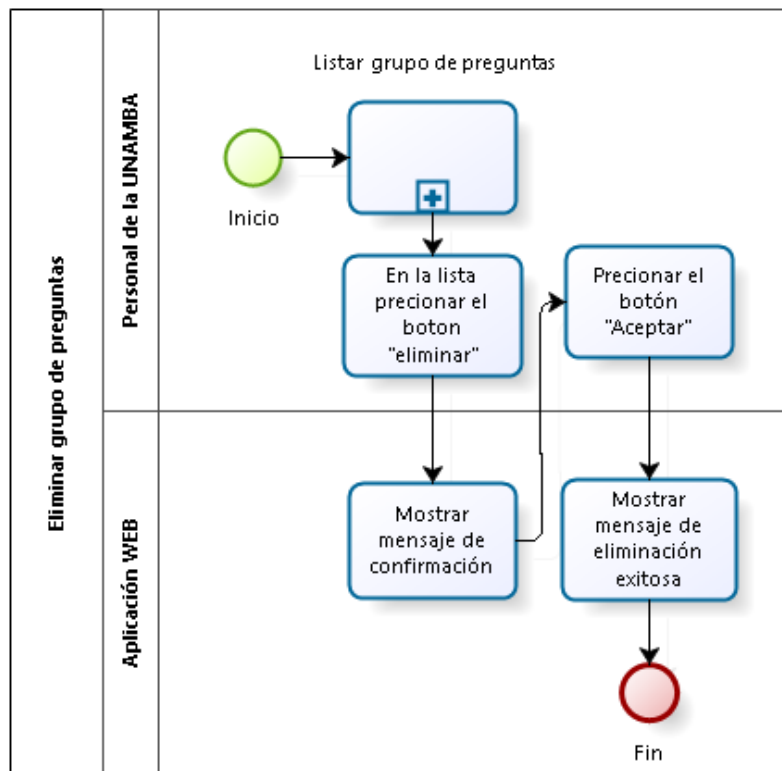 Eliminar grupo de preguntas
Personal de la UNAMBA
Listar grupo de preguntas
Inicio
En la lista
precionar el
boton
"eliminar"
Precionar el
botón
"Aceptar"
Aplicación WEB
Mostrar
mensaje de
confirmación
Mostrar
mensaje de
eliminación
exitosa
Fin